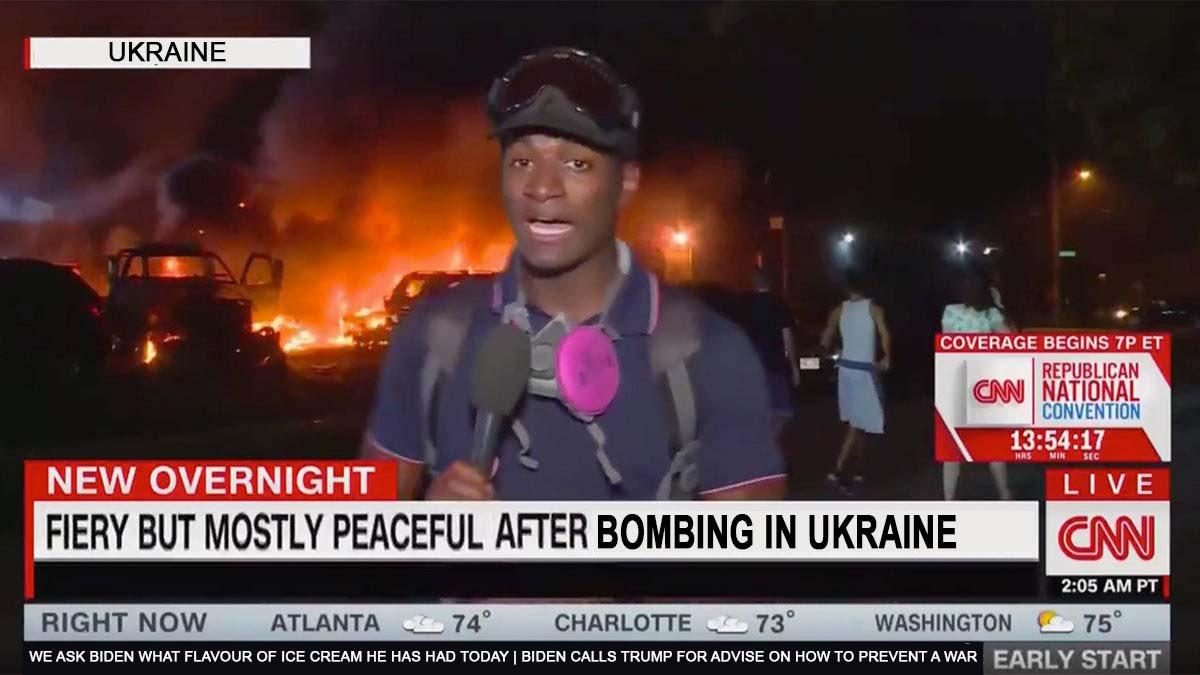 UKRAINE
COVERAGE BEGINS 7P ET
CNN
REPUBLICAN
NATIONAL
CONVENTION
13:54:17
HRS MIN SEC
NEW OVERNIGHT
LIVE
FIERY BUT MOSTLY PEACEFUL AFTER BOMBING IN UKRAINE
CNN
2:05 AM PT
RIGHT NOW ATLANTA 74° CHARLOTTE 73° WASHINGTON 75°
WE ASK BIDEN WHAT FLAVOUR OF ICE CREAM HE HAS HAD TODAY | BIDEN CALLS TRUMP FOR ADVISE ON HOW TO PREVENT A WAR
EARLY START